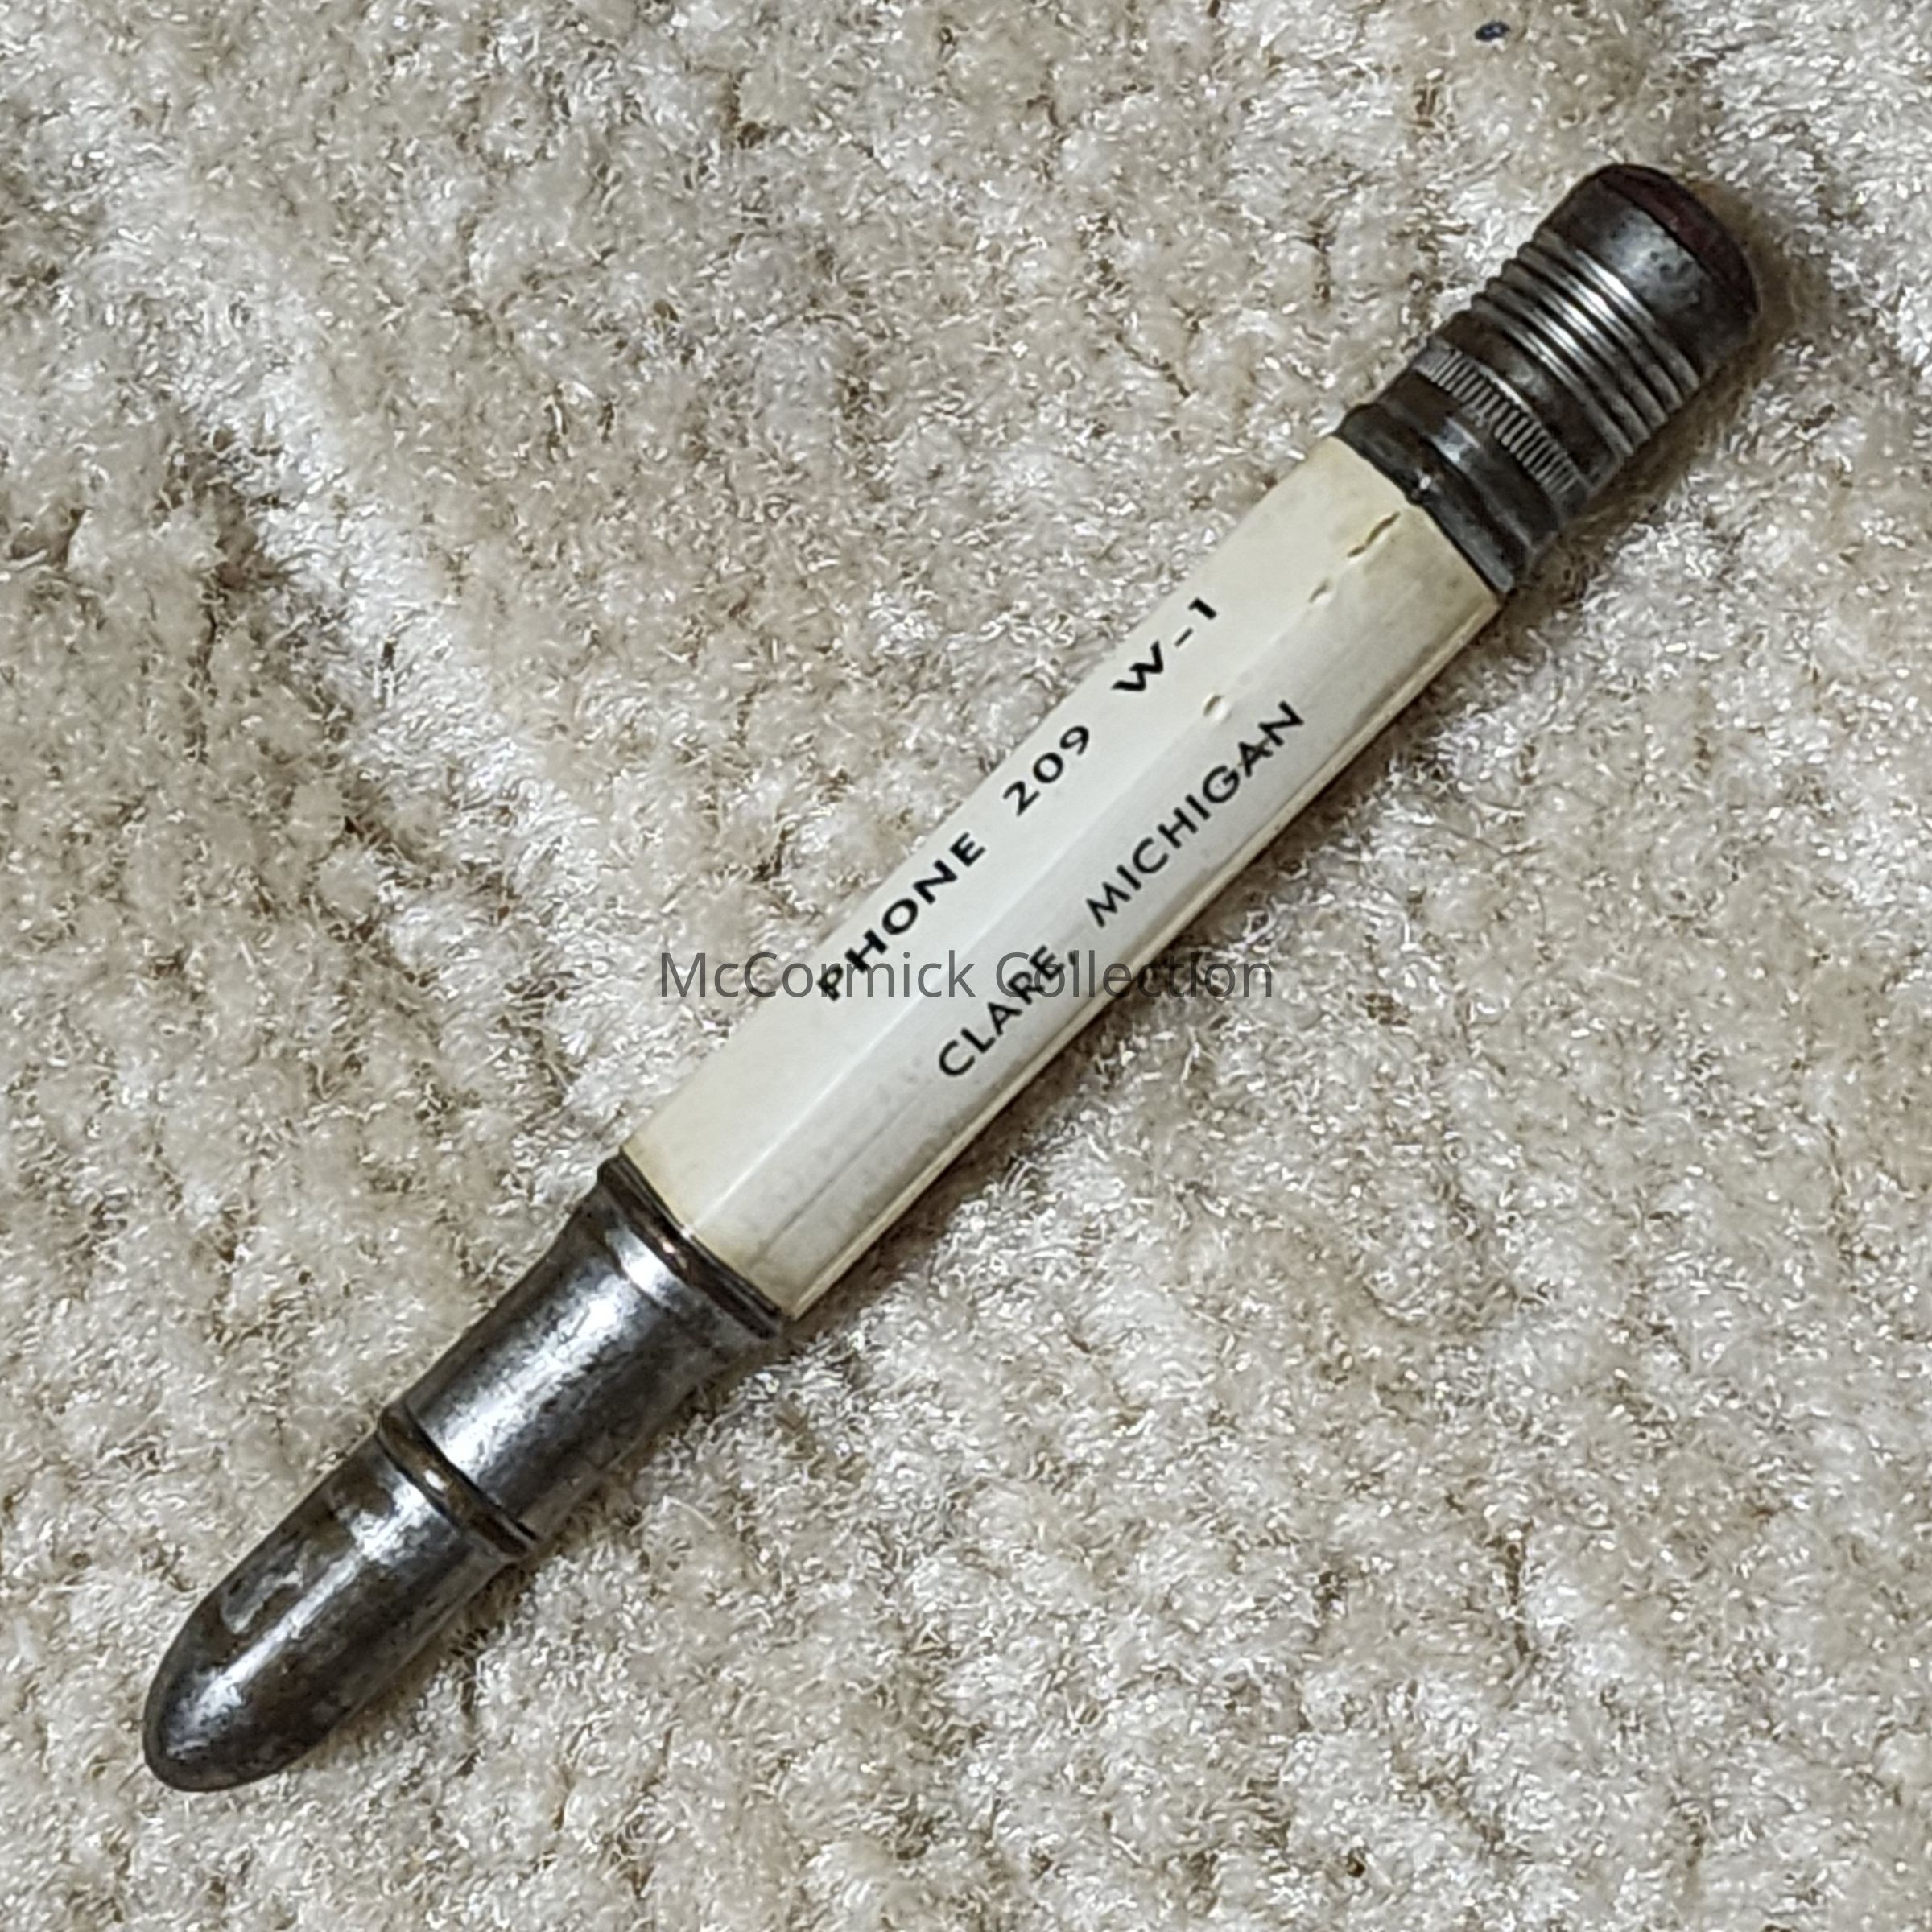 PHONE 209 W-1
CLARE, MICHIGAN
McCormick Collection